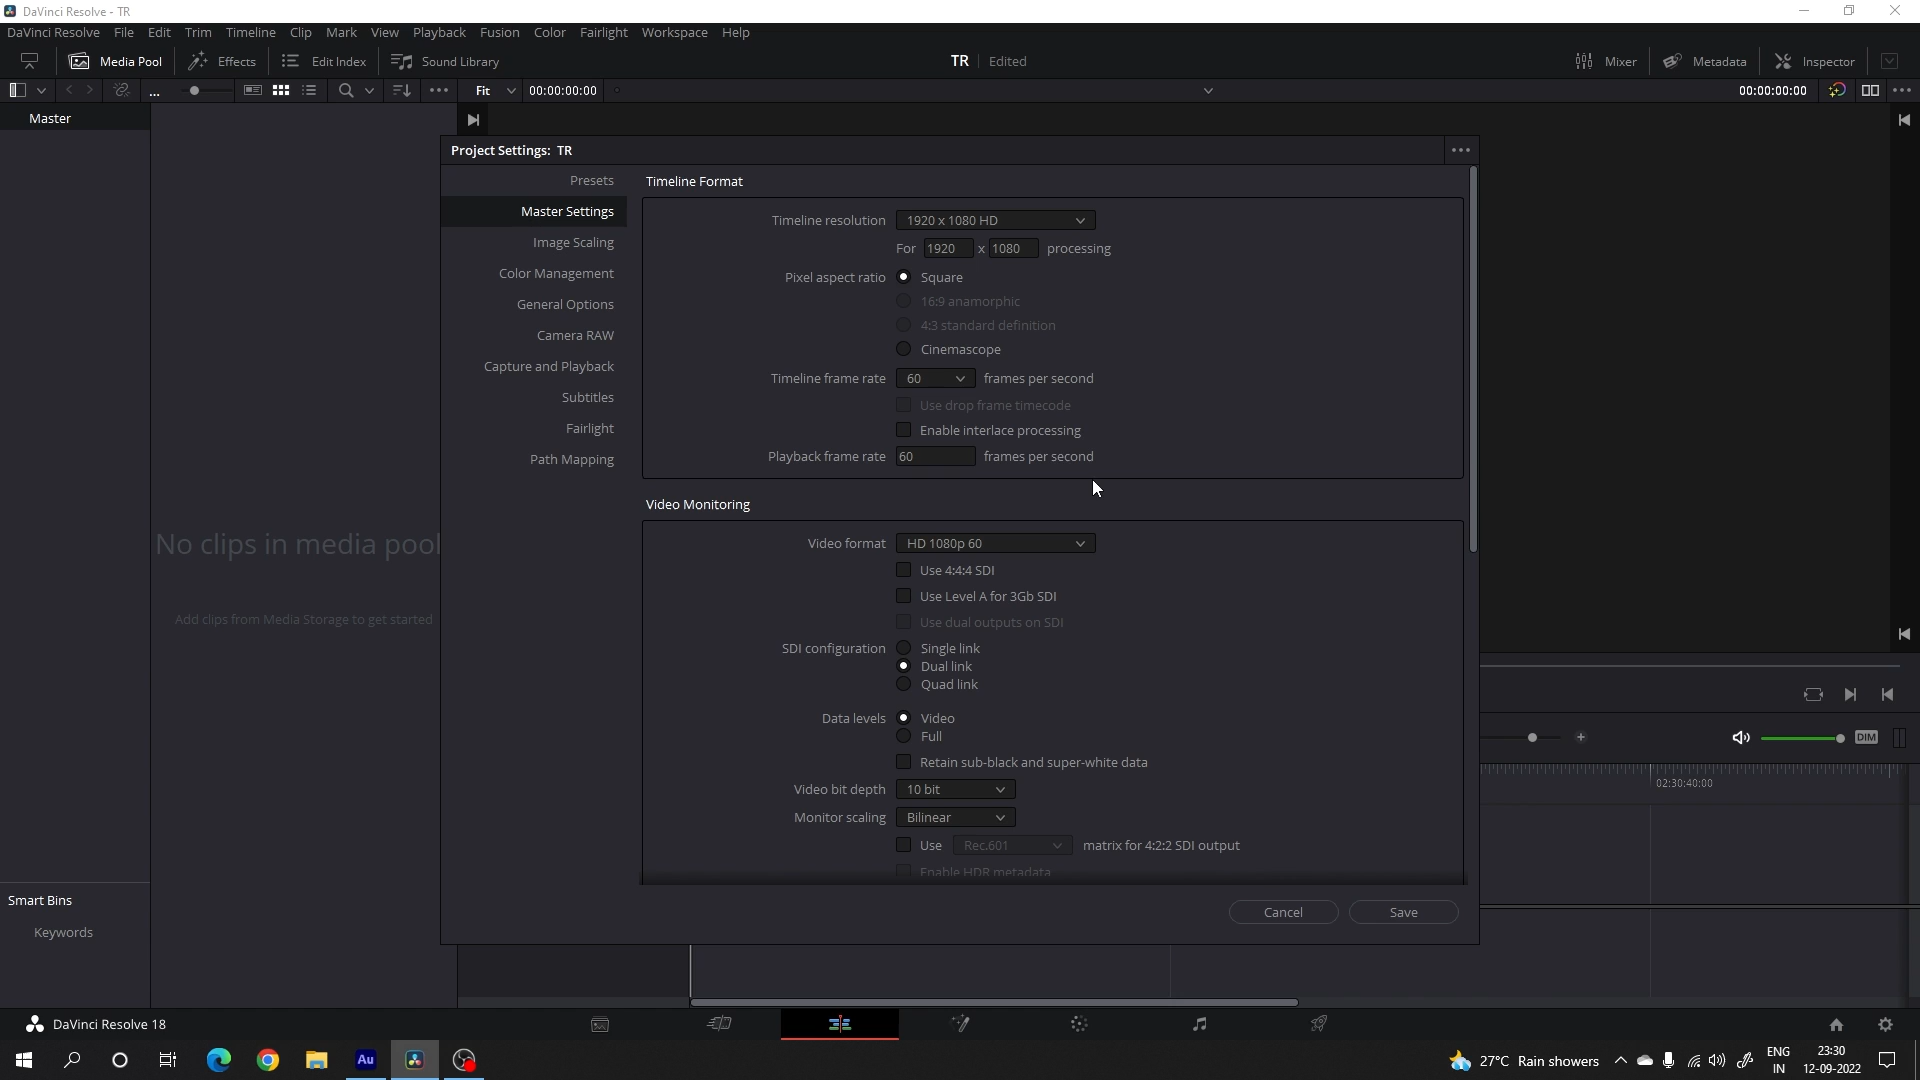 DaVinci Resolve - TR
DaVinci Resolve File Edit Trim Timeline Clip Mark View Playback Fusion Color Fairlight Workspace Help
Media Pool Effects Edit Index Sound Library TR Edited Mixer Metadata Inspector
... Fit 00:00:00:00 00:00:00:00
Master
Project Settings: TR
Presets
Master Settings
Image Scaling
Color Management
General Options
Camera RAW
Capture and Playback
Subtitles
Fairlight
Path Mapping
Timeline Format
Timeline resolution 1920 x 1080 HD
For 1920 x 1080 processing
Pixel aspect ratio Square
16:9 anamorphic
4:3 standard definition
Cinemascope
Timeline frame rate 60 frames per second
Use drop frame timecode
Enable interlace processing
Playback frame rate 60 frames per second
Video Monitoring
Video format HD 1080p 60
Use 4:4:4 SDI
Use Level A for 3Gb SDI
Use dual outputs on SDI
SDI configuration Single link
Dual link
Quad link
Data levels Video
Full
Retain sub-black and super-white data
Video bit depth 10 bit
Monitor scaling Bilinear
Use Rec.601 matrix for 4:2:2 SDI output
Enable HDR metadata
Cancel Save
No clips in media pool
Add clips from Media Storage to get started
DIM
02:30:40:00
Smart Bins
Keywords
DaVinci Resolve 18
Au
27°C Rain showers
ENG
IN
23:30
12-09-2022